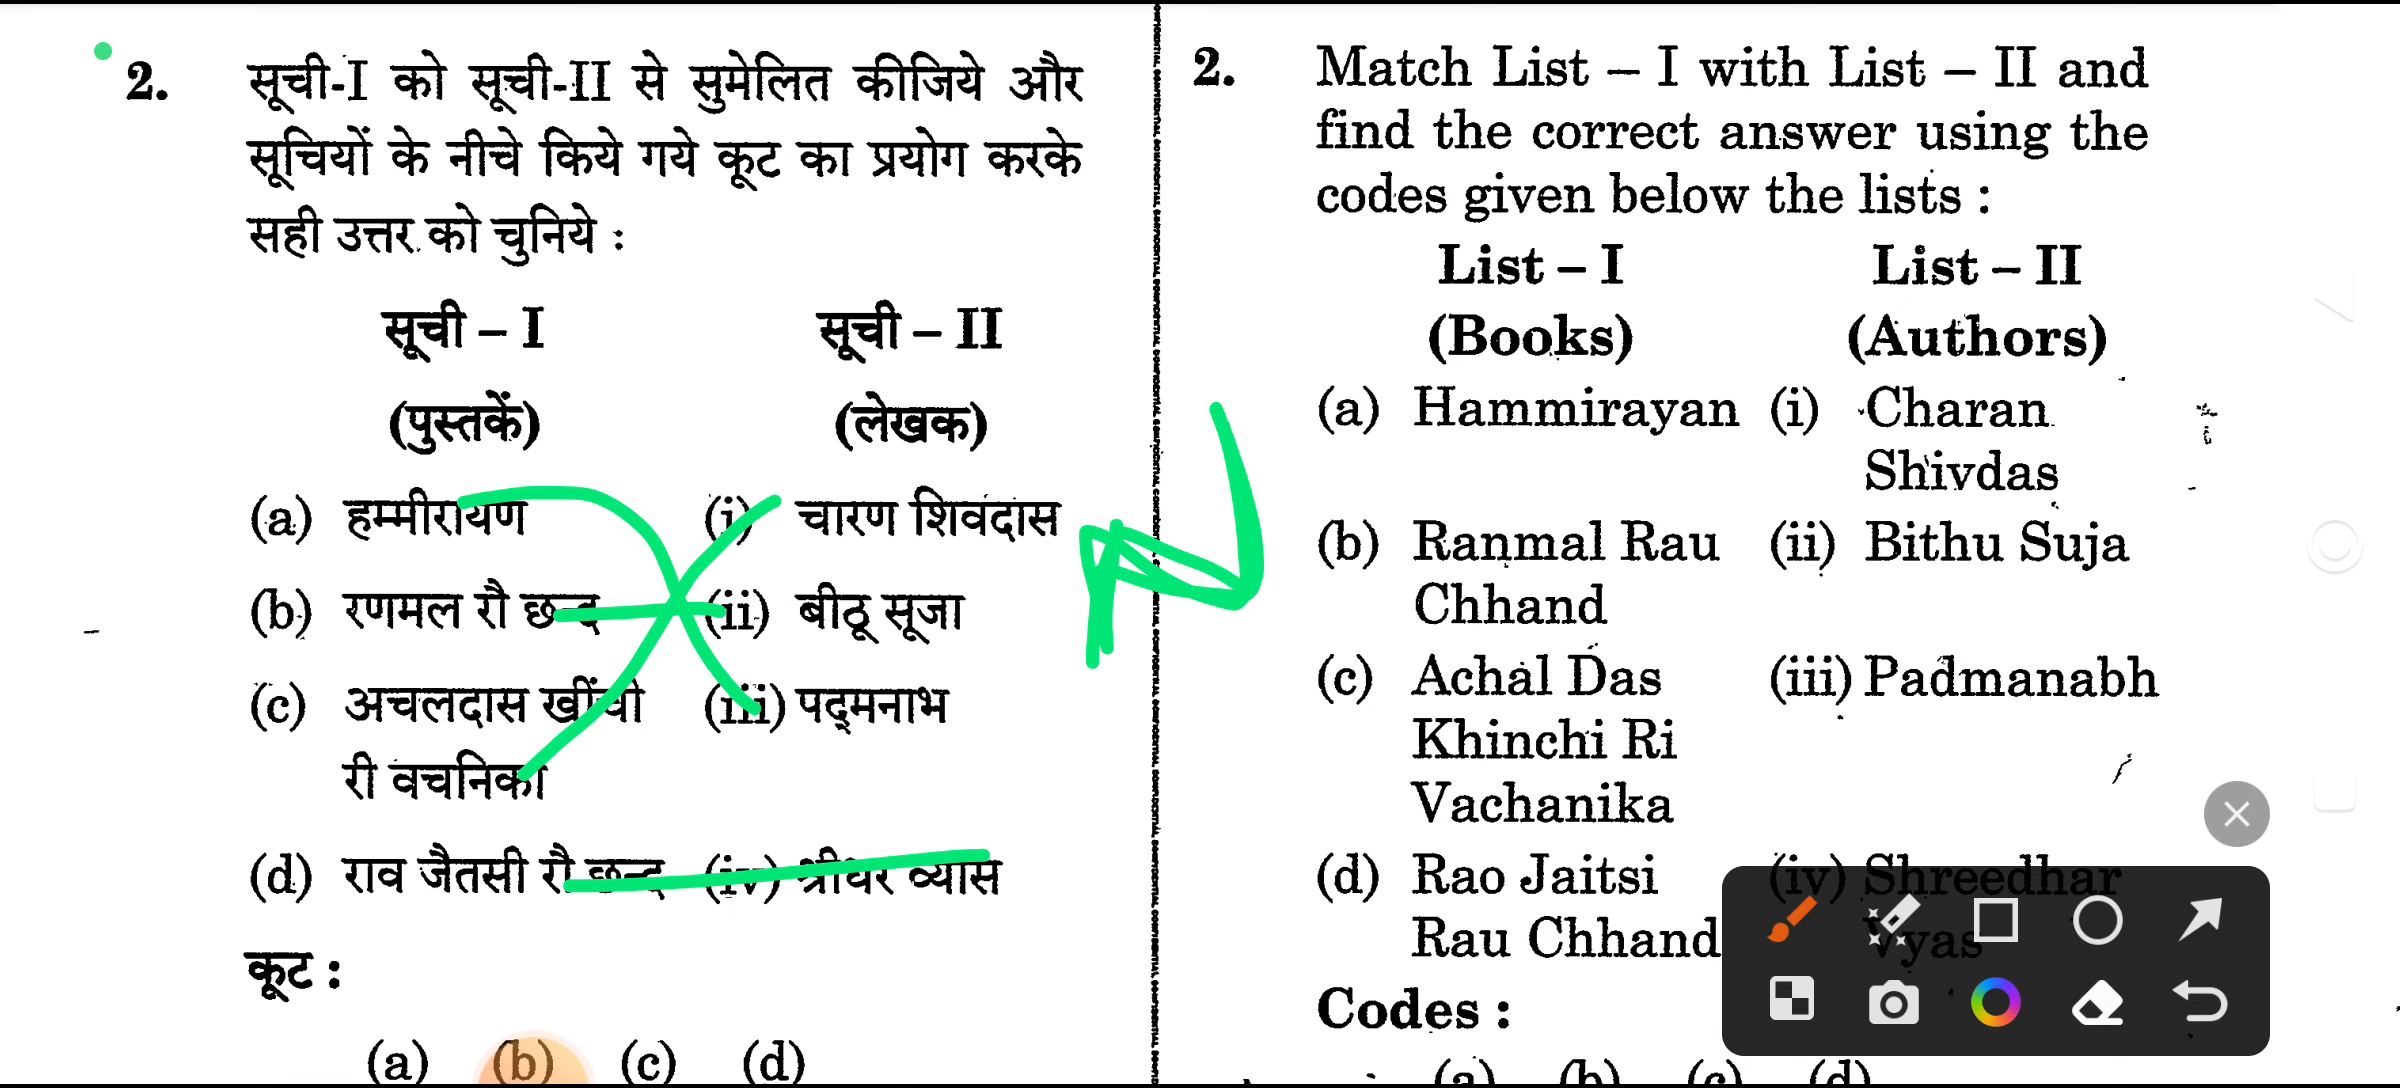 2. सूची-I को सूची-II से सुमेलित कीजिये और
सूचियों के नीचे किये गये कूट का प्रयोग करके
सही उत्तर को चुनिये :
सूची – I सूची – II
(पुस्तकें) (लेखक)
(a) हम्मीरायण (i) चारण शिवदास
(b) रणमल रौ छन्द (ii) बीठू सूजा
(c) अचलदास खींची (iii) पद्मनाभ
री वचनिका
(d) राव जैतसी रौ छन्द (iv) श्रीधर व्यास
कूट :
(a) (b) (c) (d)
2. Match List – I with List – II and
find the correct answer using the
codes given below the lists :
List – I List – II
(Books) (Authors)
(a) Hammirayan (i) Charan
Shivdas
(b) Ranmal Rau (ii) Bithu Suja
Chhand
(c) Achal Das (iii) Padmanabh
Khinchi Ri
Vachanika
(d) Rao Jaitsi (iv) Shreedhar
Rau Chhand Vyas
Codes :
(a) (b) (c) (d)